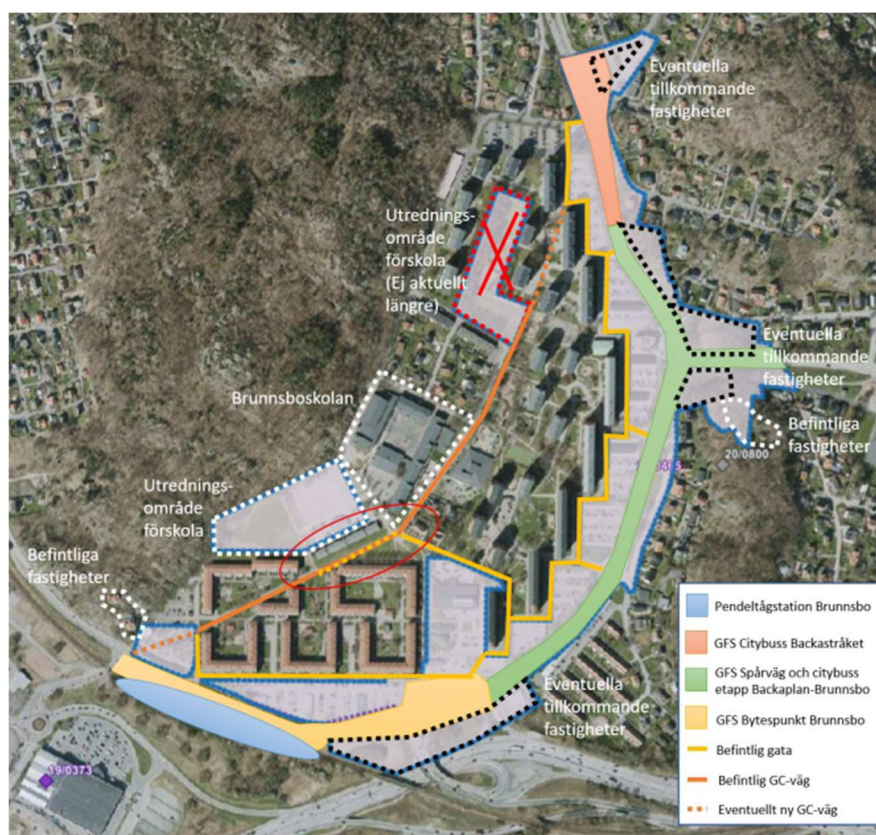 Eventuella
tillkommande
fastigheter
Utrednings-
område
förskola
(Ej aktuellt
längre)
Eventuella
tillkommande
fastigheter
Brunnsboskolan
Befintliga
fastigheter
20/0800
Utrednings-
område
förskola
Befintliga
fastigheter
Eventuella
tillkommande
fastigheter
19/0373
Pendeltågstation Brunnsbo
GFS Citybuss Backastråket
GFS Spårväg och citybuss
etapp Backaplan-Brunnsbo
GFS Bytespunkt Brunnsbo
Befintlig gata
Befintlig GC-väg
Eventuellt ny GC-väg